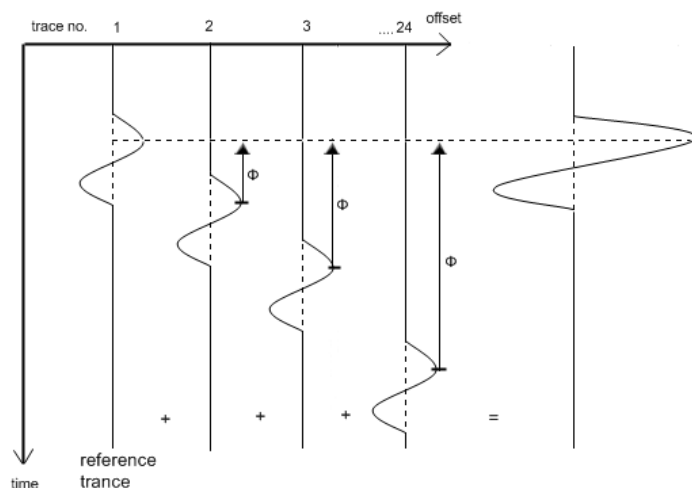 trace no. 1 2 3 ....24 offset
Φ
Φ
Φ
+ + + =
time
reference
trance